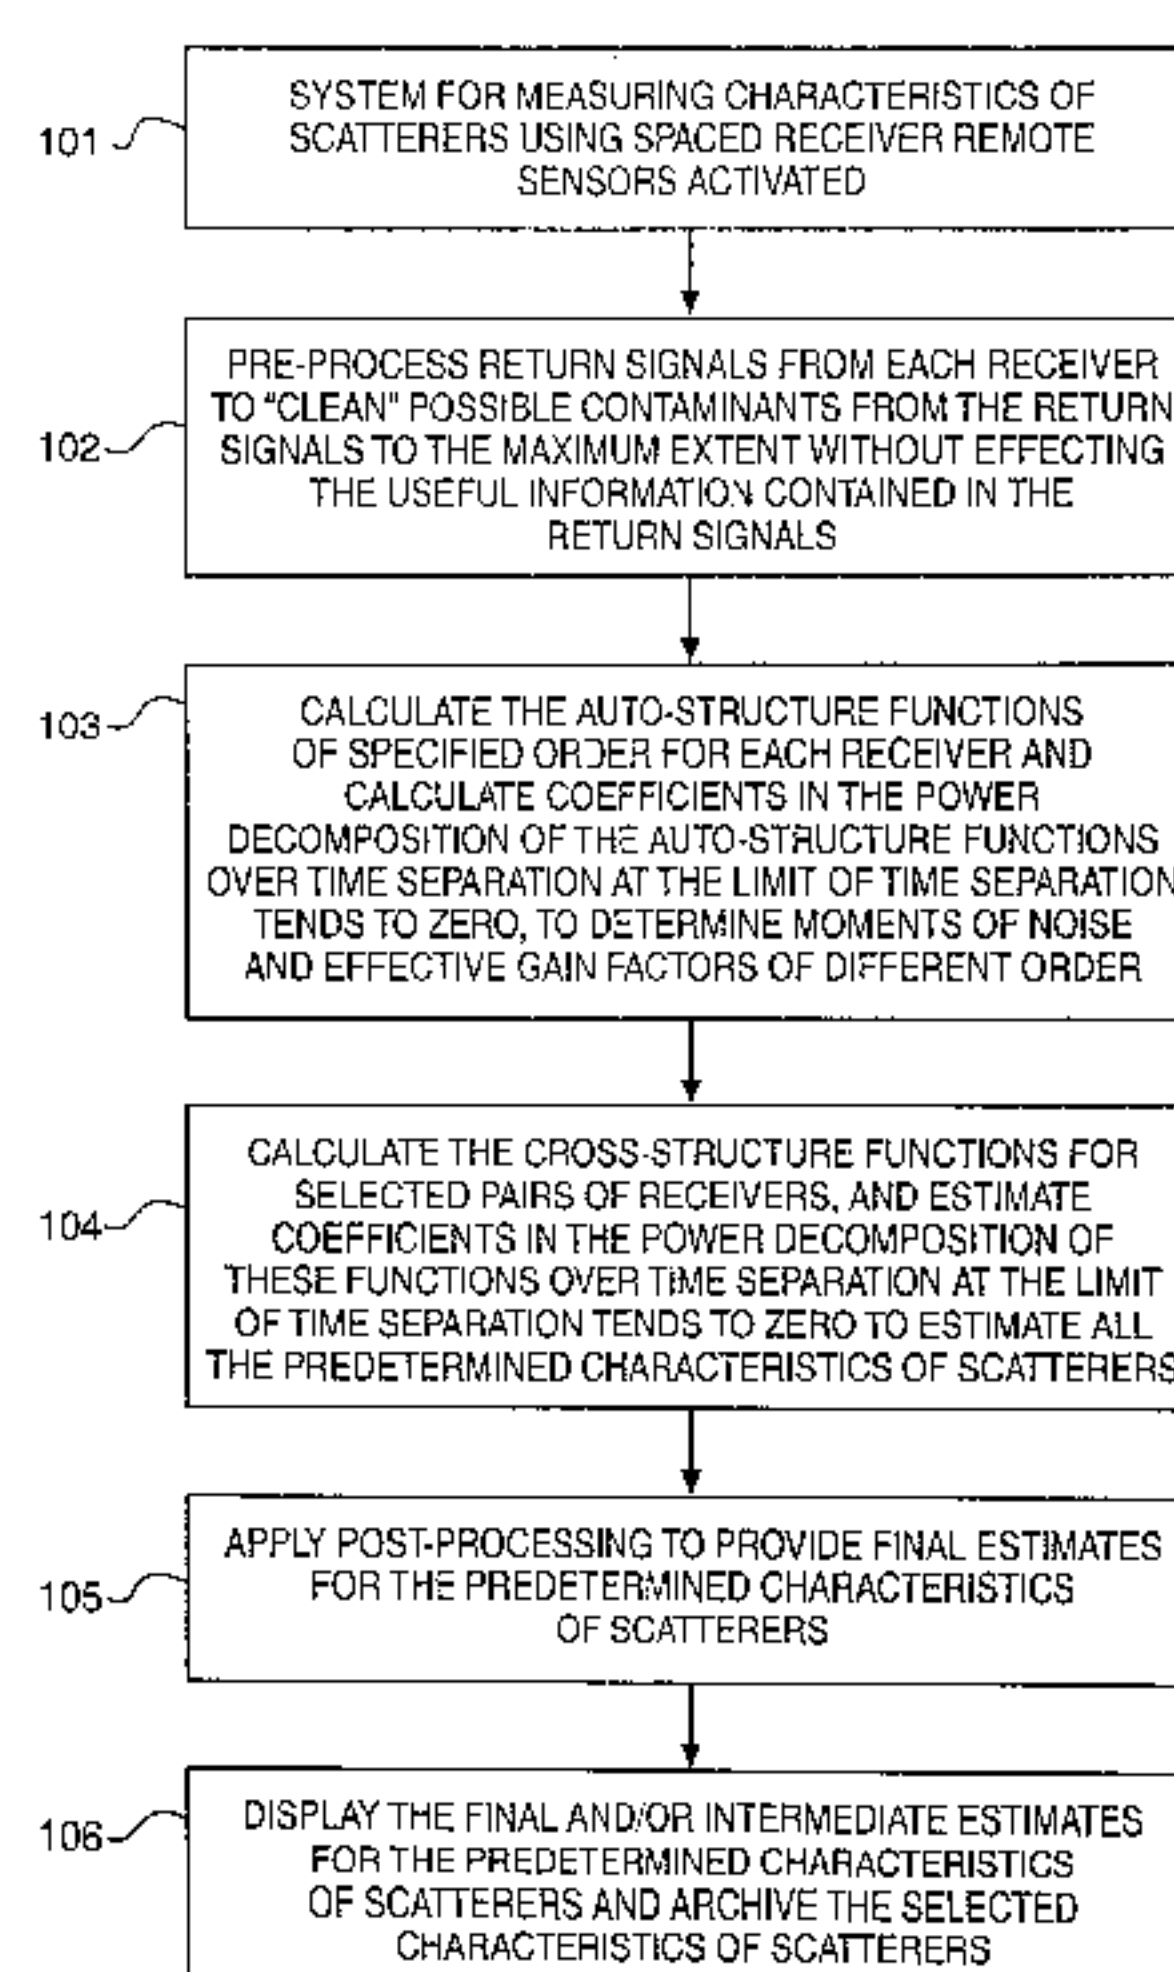 101
SYSTEM FOR MEASURING CHARACTERISTICS OF
SCATTERERS USING SPACED RECEIVER REMOTE
SENSORS ACTIVATED
102
PRE-PROCESS RETURN SIGNALS FROM EACH RECEIVER
TO "CLEAN" POSSIBLE CONTAMINANTS FROM THE RETURN
SIGNALS TO THE MAXIMUM EXTENT WITHOUT EFFECTING
THE USEFUL INFORMATION CONTAINED IN THE
RETURN SIGNALS
103
CALCULATE THE AUTO-STRUCTURE FUNCTIONS
OF SPECIFIED ORDER FOR EACH RECEIVER AND
CALCULATE COEFFICIENTS IN THE POWER
DECOMPOSITION OF THE AUTO-STRUCTURE FUNCTIONS
OVER TIME SEPARATION AT THE LIMIT OF TIME SEPARATION
TENDS TO ZERO, TO DETERMINE MOMENTS OF NOISE
AND EFFECTIVE GAIN FACTORS OF DIFFERENT ORDER
104
CALCULATE THE CROSS-STRUCTURE FUNCTIONS FOR
SELECTED PAIRS OF RECEIVERS, AND ESTIMATE
COEFFICIENTS IN THE POWER DECOMPOSITION OF
THESE FUNCTIONS OVER TIME SEPARATION AT THE LIMIT
OF TIME SEPARATION TENDS TO ZERO TO ESTIMATE ALL
THE PREDETERMINED CHARACTERISTICS OF SCATTERERS
105
APPLY POST-PROCESSING TO PROVIDE FINAL ESTIMATES
FOR THE PREDETERMINED CHARACTERISTICS
OF SCATTERERS
106
DISPLAY THE FINAL AND/OR INTERMEDIATE ESTIMATES
FOR THE PREDETERMINED CHARACTERISTICS
OF SCATTERERS AND ARCHIVE THE SELECTED
CHARACTERISTICS OF SCATTERERS